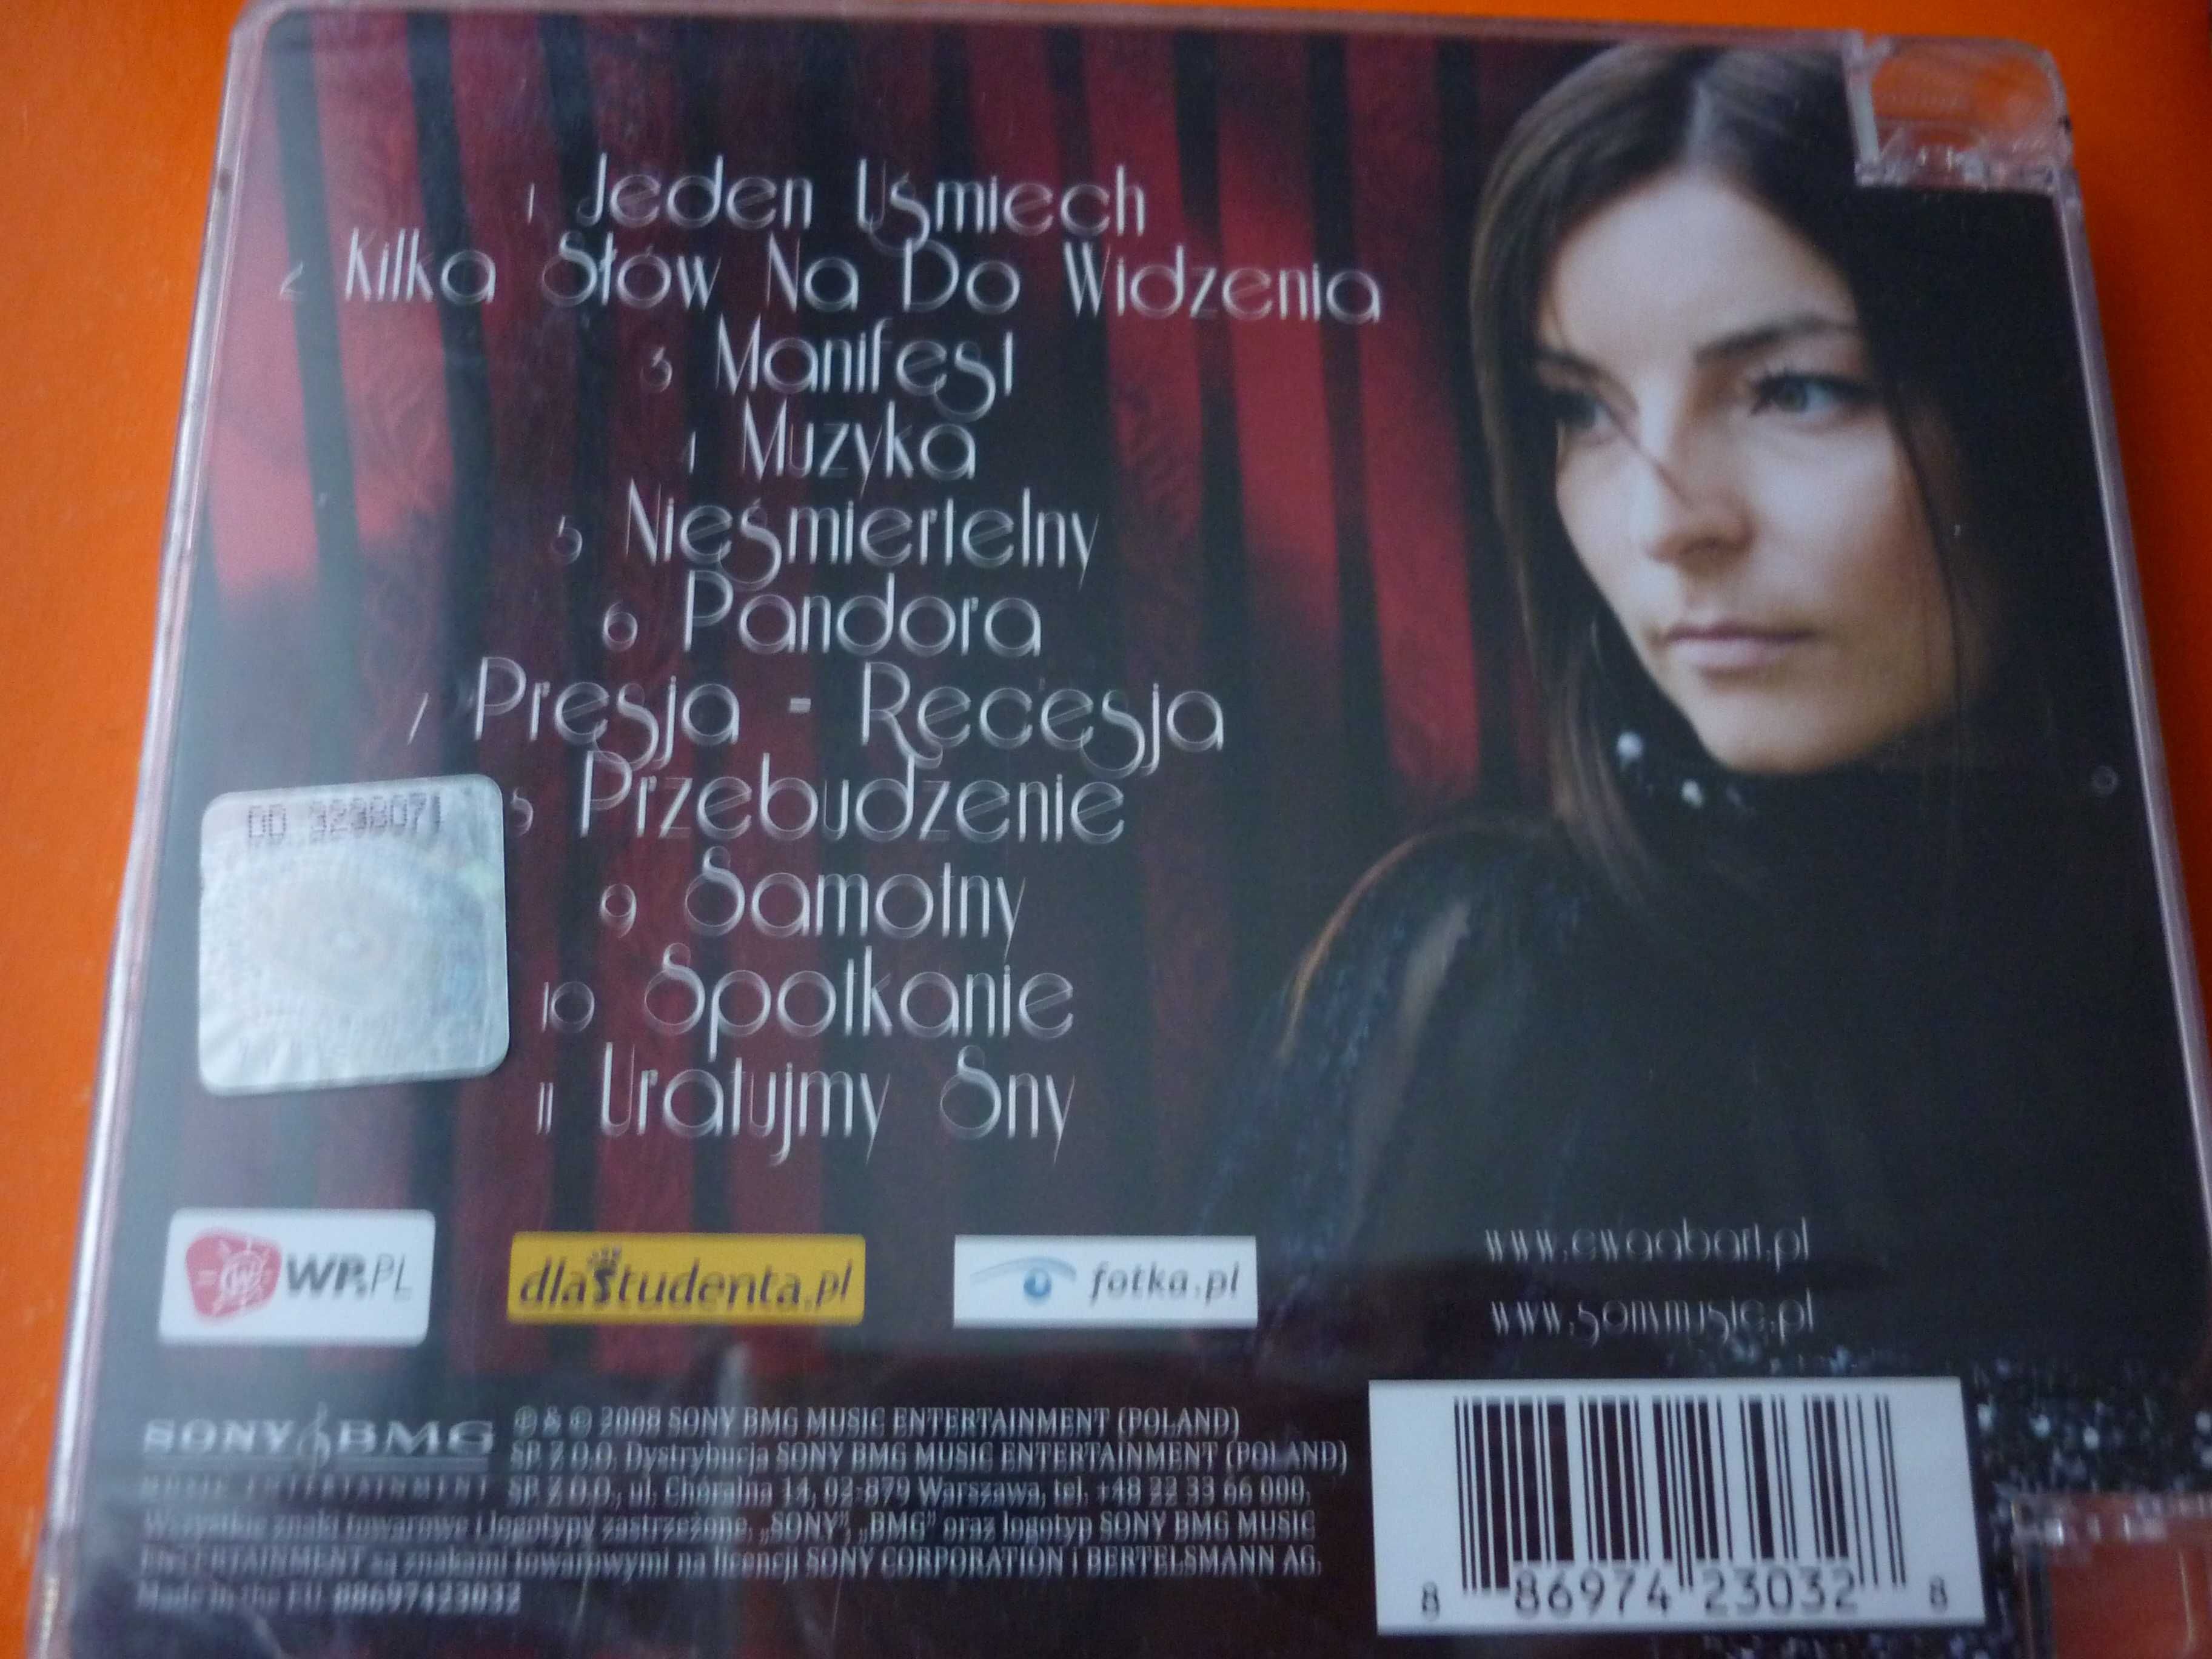 1 Jeden Uśmiech
2 Kilka Słów Na Do Widzenia
3 Manifest
4 Muzyka
5 Nieśmiertelny
6 Pandora
7 Presja - Recesja
8 Przebudzenie
9 Samotny
10 Spotkanie
11 Uratujmy Sny
DD 3238071
WP.PL
dlaStudenta.pl
fotka.pl
www.ewaabart.pl
www.sonymusic.pl
SONY BMG
MUSIC ENTERTAINMENT
℗ & © 2008 SONY BMG MUSIC ENTERTAINMENT (POLAND)
SP. Z O.O. Dystrybucja SONY BMG MUSIC ENTERTAINMENT (POLAND)
SP. Z O.O., ul. Chóralna 14, 02-879 Warszawa, tel. +48 22 33 66 000.
Wszystkie znaki towarowe i logotypy zastrzeżone. „SONY”, „BMG” oraz logotyp SONY BMG MUSIC
ENTERTAINMENT są znakami towarowymi na licencji SONY CORPORATION i BERTELSMANN AG.
Made in the EU 88697423032
8 86974 23032 8